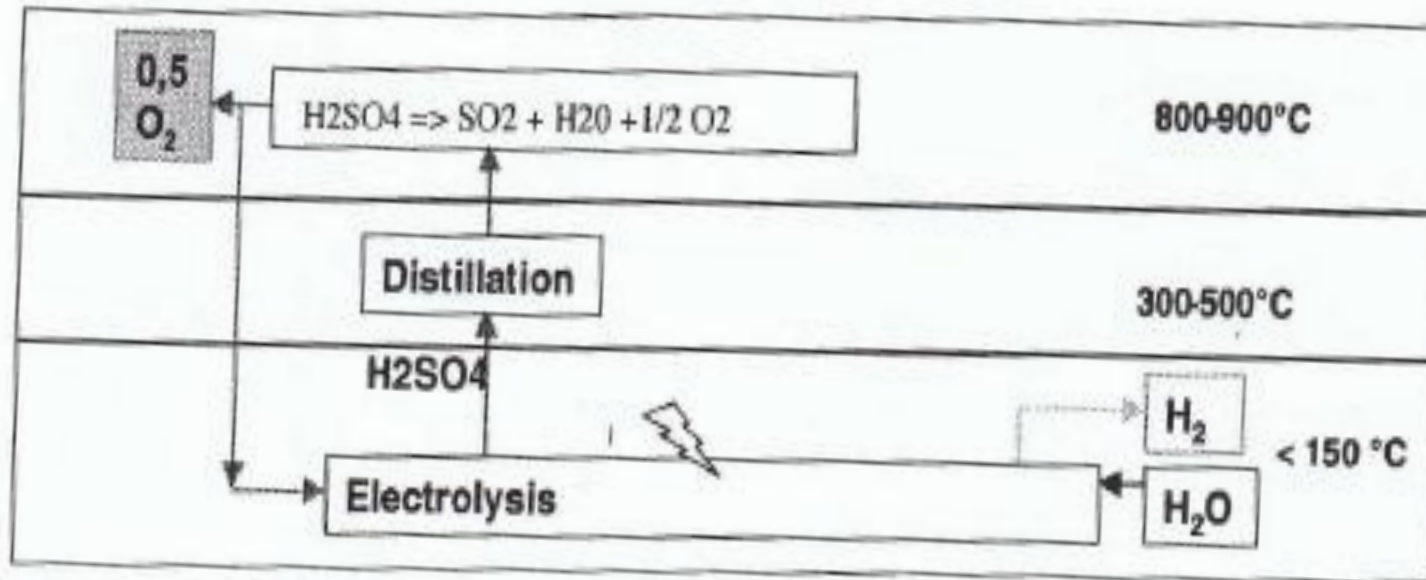 0,5
O₂
H2SO4 => SO2 + H20 +1/2 O2
800-900°C
Distillation
300-500°C
H2SO4
H₂
< 150 °C
Electrolysis
H₂O